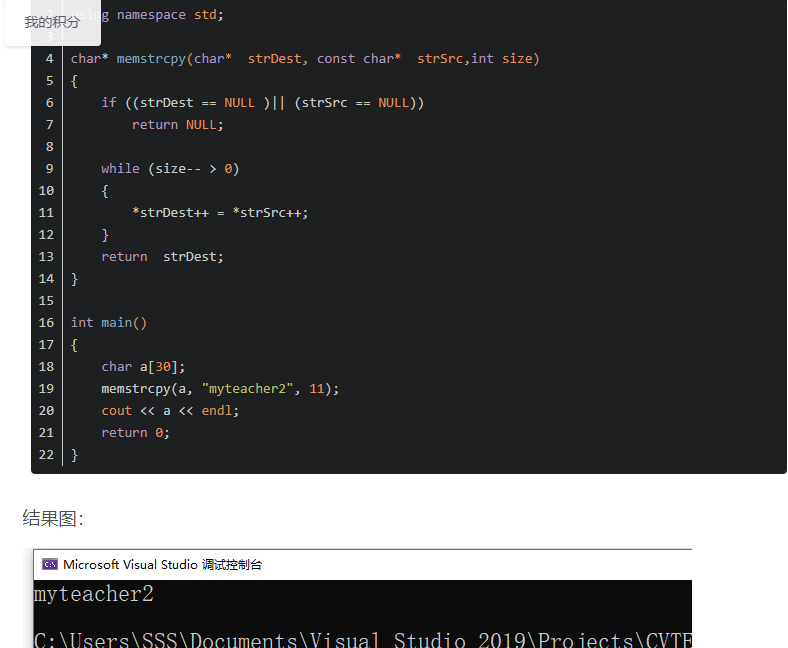 我的积分
2 using namespace std;
3
4 char* memstrcpy(char*  strDest, const char*  strSrc,int size)
5 {
6     if ((strDest == NULL )|| (strSrc == NULL))
7         return NULL;
8
9     while (size-- > 0)
10     {
11         *strDest++ = *strSrc++;
12     }
13     return  strDest;
14 }
15
16 int main()
17 {
18     char a[30];
19     memstrcpy(a, "myteacher2", 11);
20     cout << a << endl;
21     return 0;
22 }
结果图：
Microsoft Visual Studio 调试控制台
myteacher2
C:\Users\SSS\Documents\Visual Studio 2019\Projects\CVTE